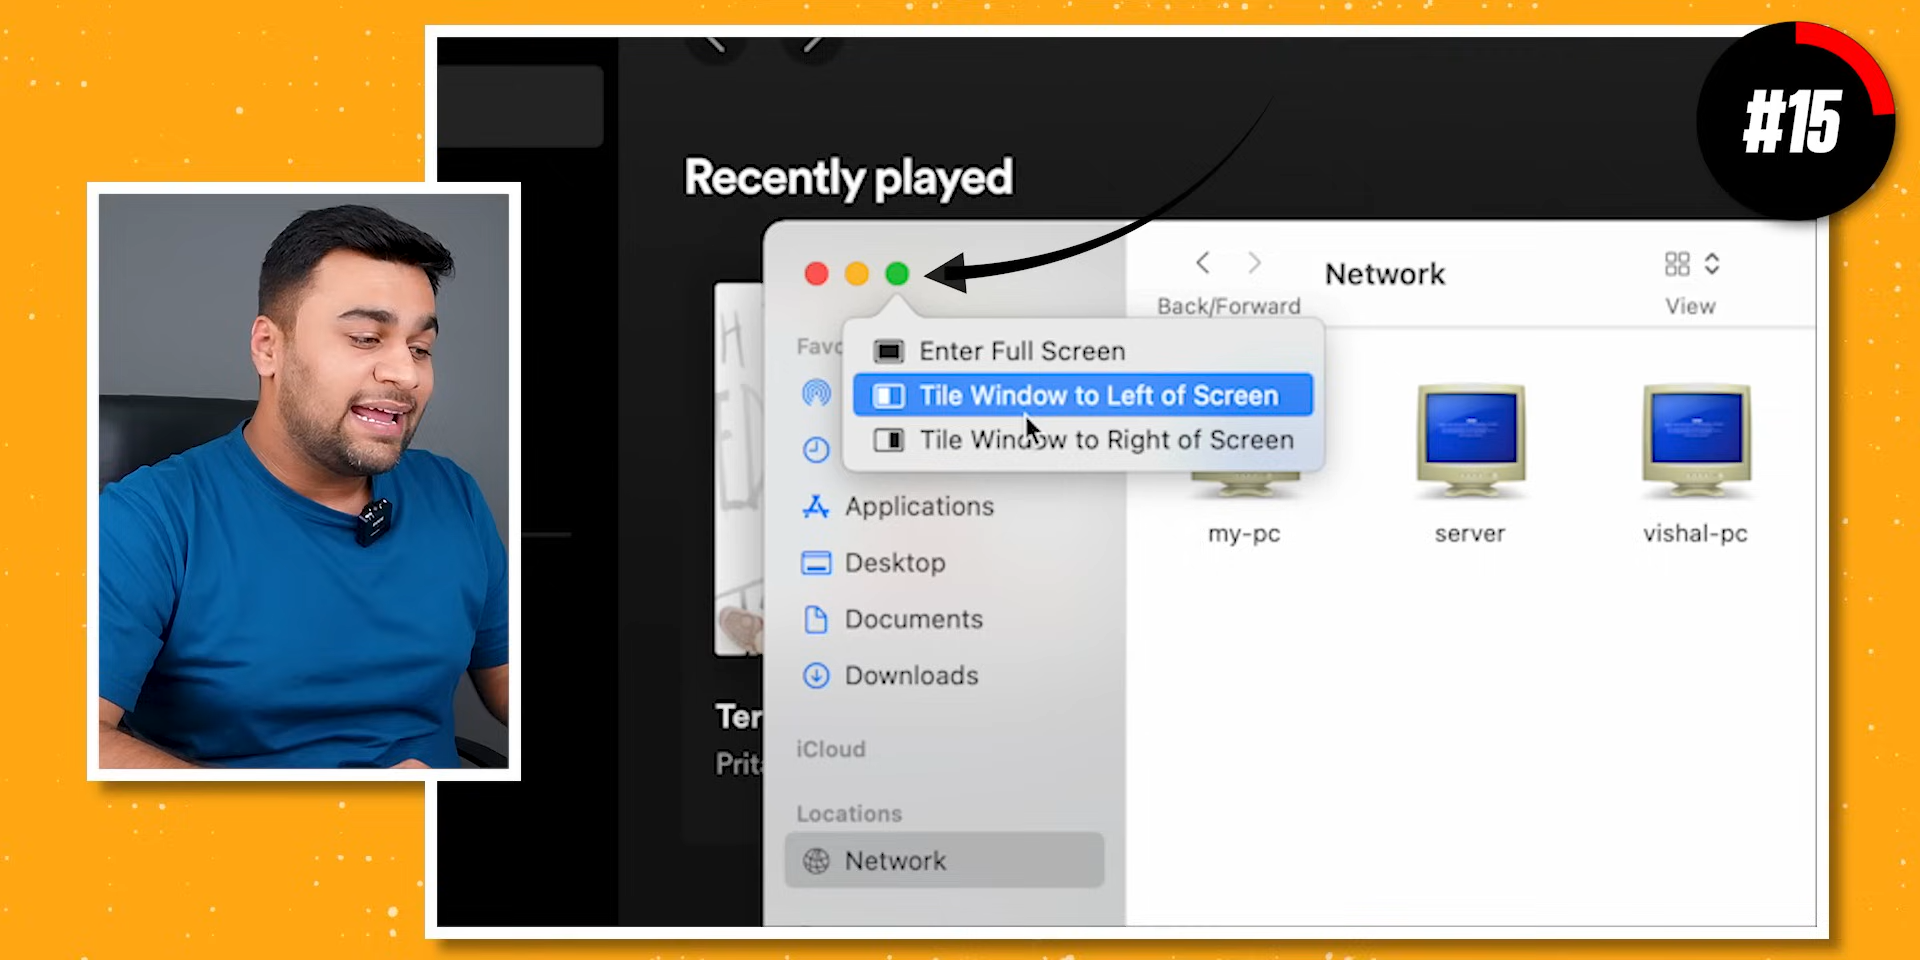 #15
Recently played
Network
Back/Forward
View
Enter Full Screen
Tile Window to Left of Screen
Tile Window to Right of Screen
my-pc
server
vishal-pc
Applications
Desktop
Documents
Downloads
iCloud
Locations
Network